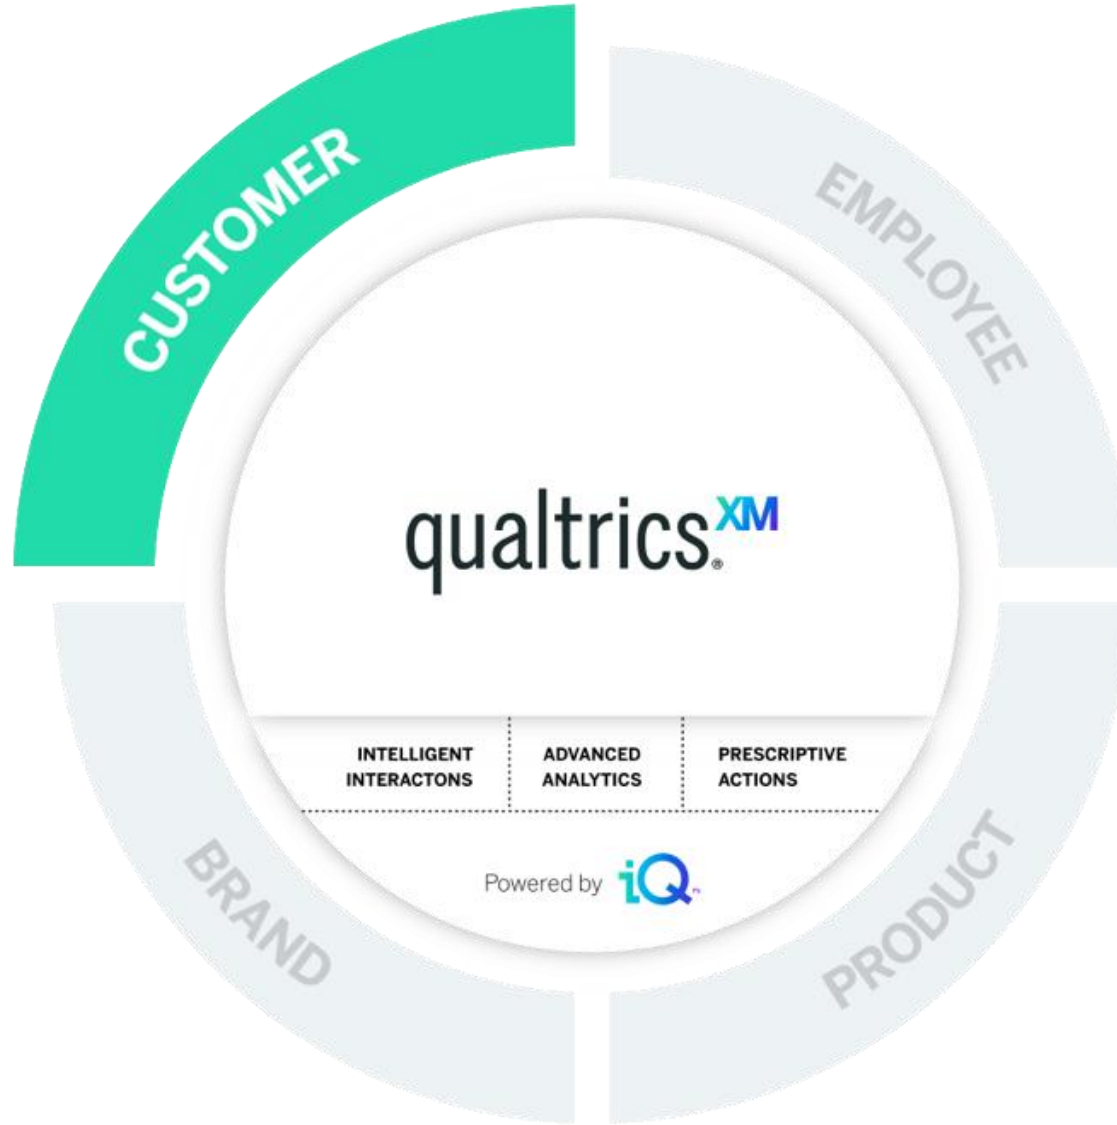 CUSTOMER
EMPLOYEE
qualtrics.XM
®
INTELLIGENT
INTERACTONS
ADVANCED
ANALYTICS
PRESCRIPTIVE
ACTIONS
Powered by iQ
BRAND
PRODUCT